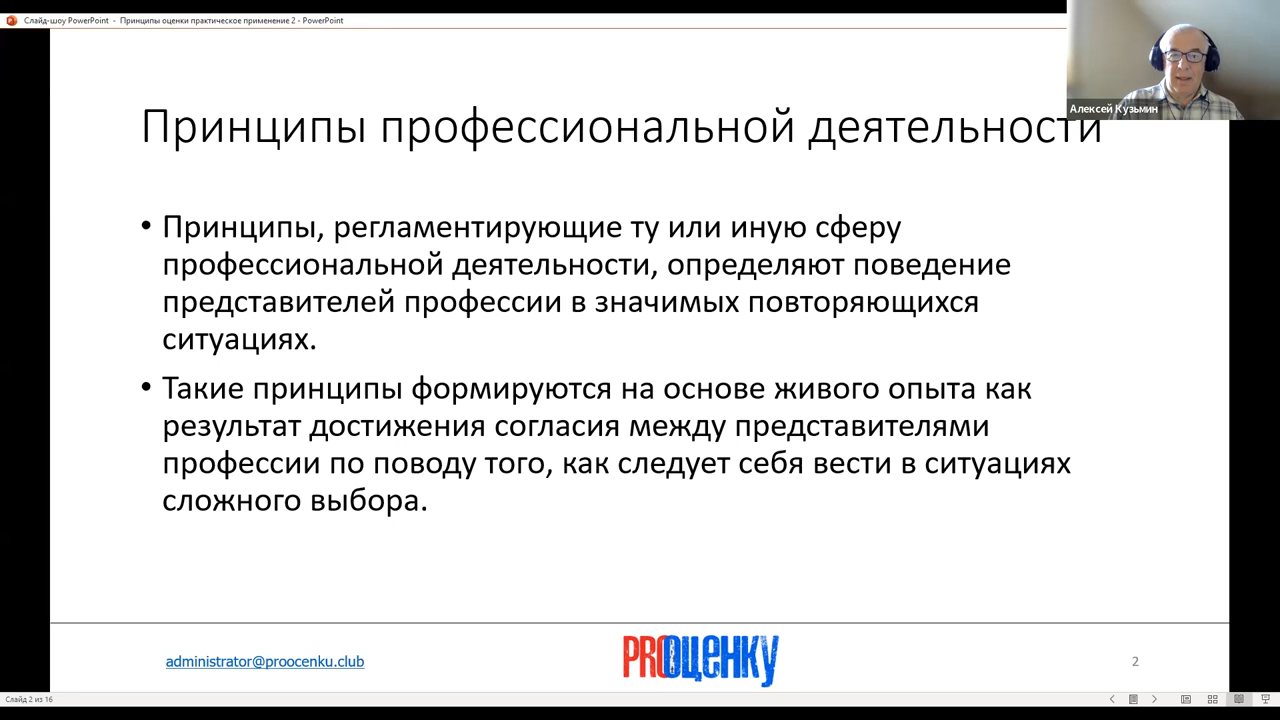 Слайд-шоу PowerPoint - Принципы оценки практическое применение 2 - PowerPoint
Алексей Кузьмин
Принципы профессиональной деятельности
• Принципы, регламентирующие ту или иную сферу
профессиональной деятельности, определяют поведение
представителей профессии в значимых повторяющихся
ситуациях.
• Такие принципы формируются на основе живого опыта как
результат достижения согласия между представителями
профессии по поводу того, как следует себя вести в ситуациях
сложного выбора.
administrator@proocenku.club
PROОЦЕНКУ
2
Слайд 2 из 16